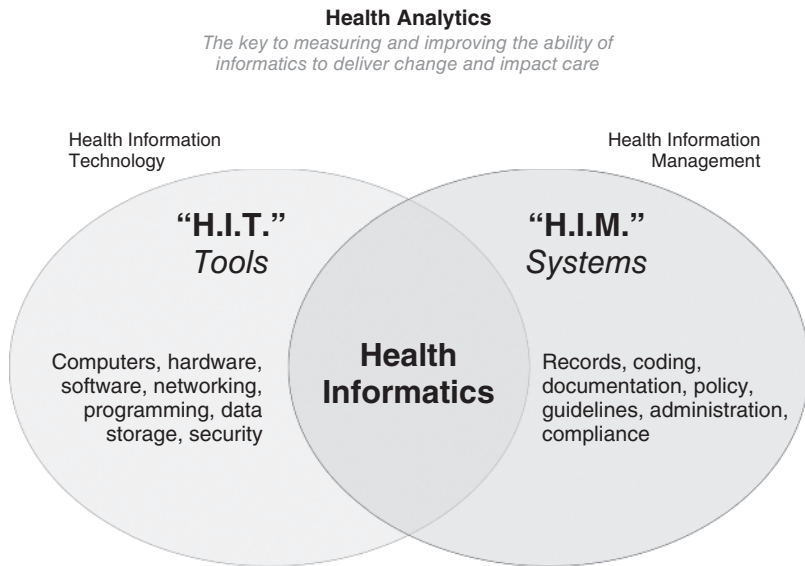 Health Analytics
The key to measuring and improving the ability of
informatics to deliver change and impact care
Health Information
Technology
Health Information
Management
“H.I.T.”
Tools
“H.I.M.”
Systems
Computers, hardware,
software, networking,
programming, data
storage, security
Health
Informatics
Records, coding,
documentation, policy,
guidelines, administration,
compliance